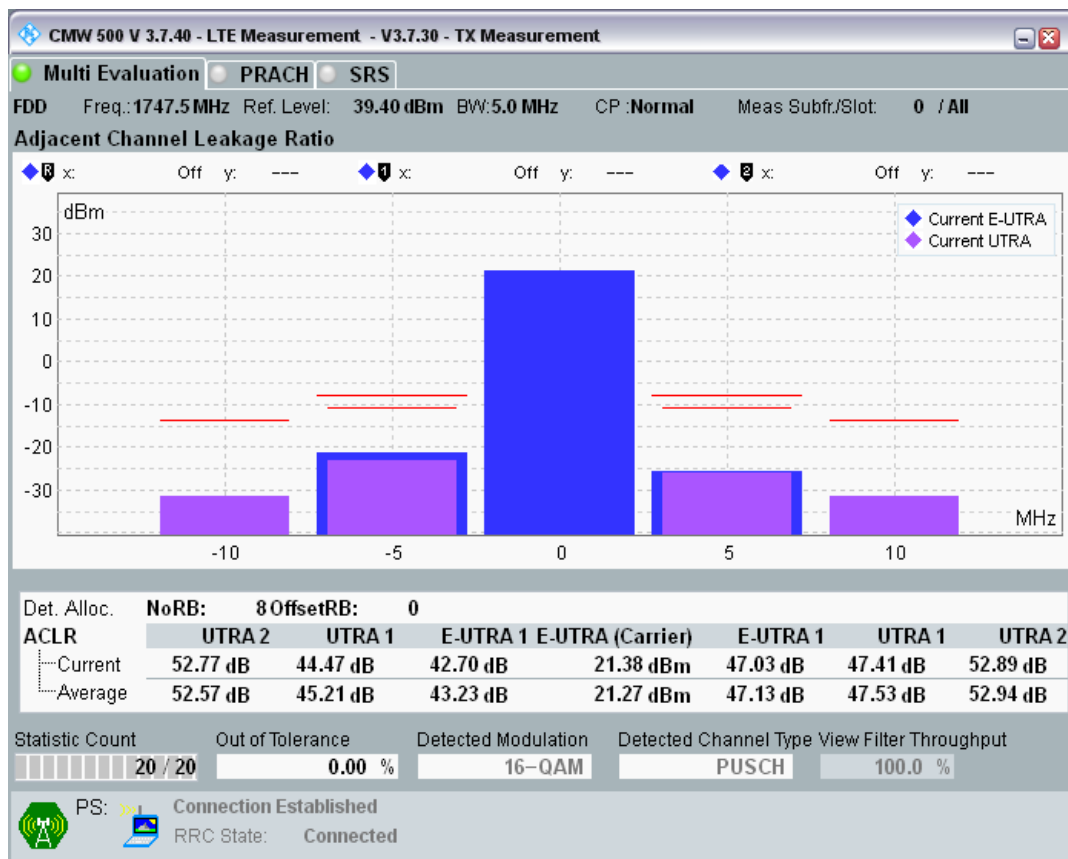 CMW 500 V 3.7.40 - LTE Measurement - V3.7.30 - TX Measurement
Multi Evaluation PRACH SRS
FDD Freq.:1747.5 MHz Ref. Level: 39.40 dBm BW:5.0 MHz CP :Normal Meas Subfr./Slot: 0 / All
Adjacent Channel Leakage Ratio
R x: Off y: --- 1 x: Off y: --- 2 x: Off y: ---
dBm
Current E-UTRA
Current UTRA
30
20
10
0
-10
-20
-30
MHz
-10 -5 0 5 10
Det. Alloc. NoRB: 8 OffsetRB: 0
ACLR UTRA 2 UTRA 1 E-UTRA 1 E-UTRA (Carrier) E-UTRA 1 UTRA 1 UTRA 2
Current 52.77 dB 44.47 dB 42.70 dB 21.38 dBm 47.03 dB 47.41 dB 52.89 dB
Average 52.57 dB 45.21 dB 43.23 dB 21.27 dBm 47.13 dB 47.53 dB 52.94 dB
Statistic Count Out of Tolerance Detected Modulation Detected Channel Type View Filter Throughput
20 / 20 0.00 % 16-QAM PUSCH 100.0 %
PS: Connection Established
RRC State: Connected